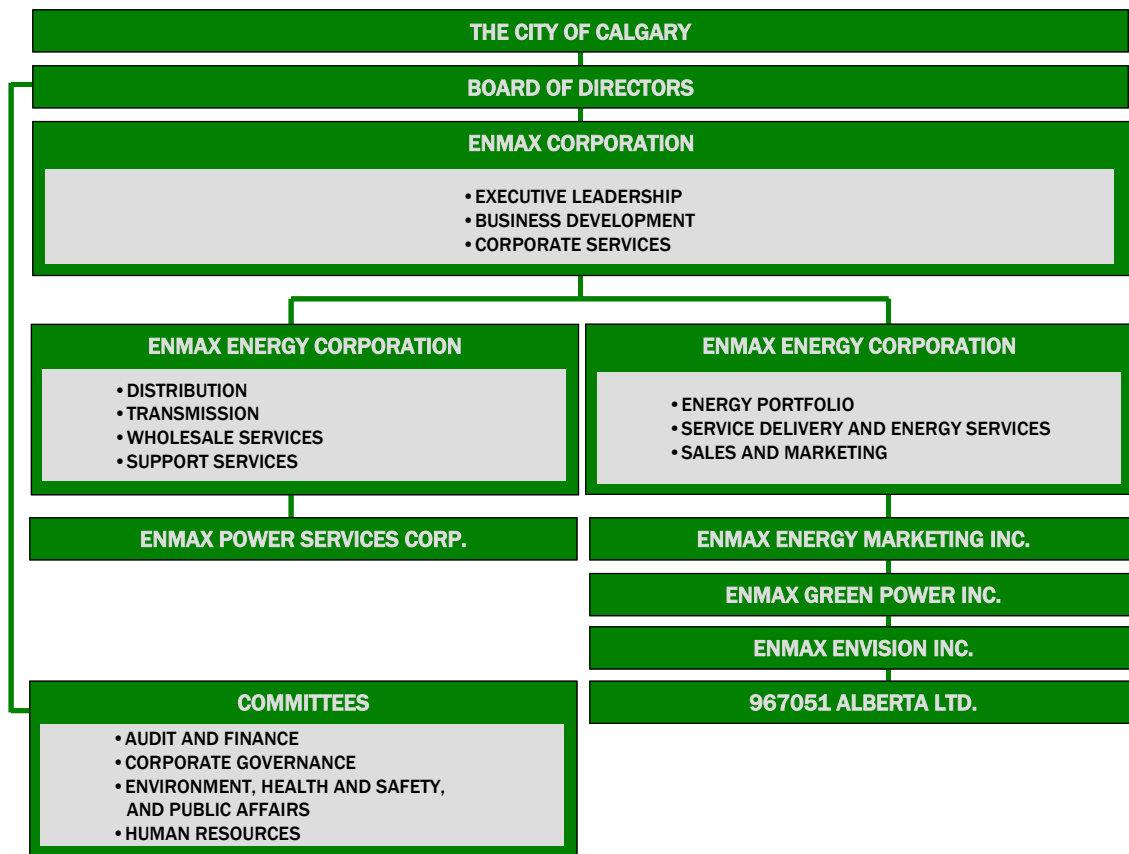 THE CITY OF CALGARY
BOARD OF DIRECTORS
ENMAX CORPORATION
• EXECUTIVE LEADERSHIP
• BUSINESS DEVELOPMENT
• CORPORATE SERVICES
ENMAX ENERGY CORPORATION
• DISTRIBUTION
• TRANSMISSION
• WHOLESALE SERVICES
• SUPPORT SERVICES
ENMAX POWER SERVICES CORP.
ENMAX ENERGY CORPORATION
• ENERGY PORTFOLIO
• SERVICE DELIVERY AND ENERGY SERVICES
• SALES AND MARKETING
ENMAX ENERGY MARKETING INC.
ENMAX GREEN POWER INC.
ENMAX ENVISION INC.
967051 ALBERTA LTD.
COMMITTEES
• AUDIT AND FINANCE
• CORPORATE GOVERNANCE
• ENVIRONMENT, HEALTH AND SAFETY,
AND PUBLIC AFFAIRS
• HUMAN RESOURCES